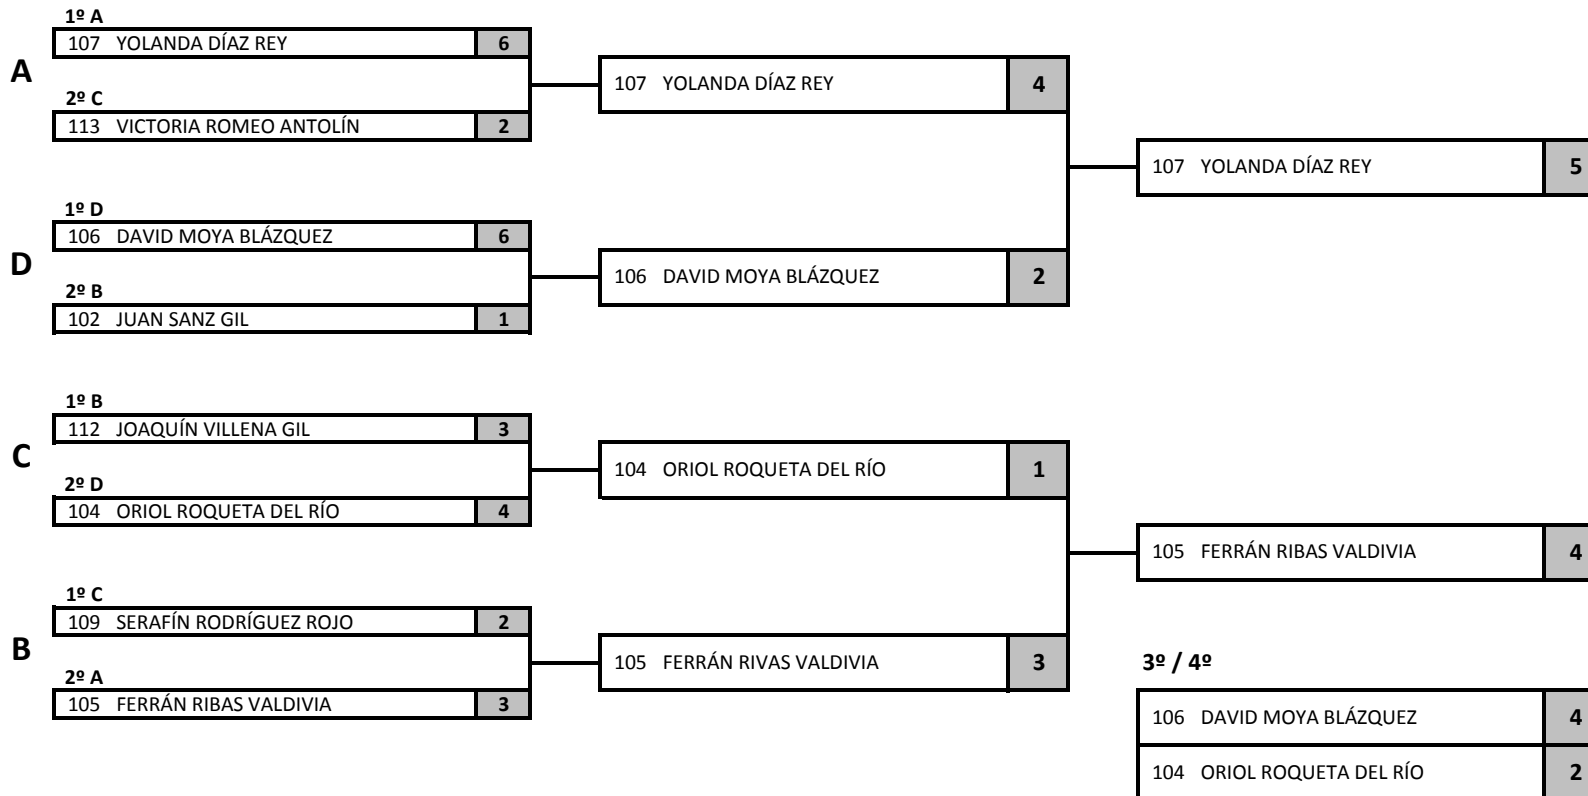 1º A
107 YOLANDA DÍAZ REY 6
A
2º C
113 VICTORIA ROMEO ANTOLÍN 2
107 YOLANDA DÍAZ REY 4
107 YOLANDA DÍAZ REY 5
1º D
106 DAVID MOYA BLÁZQUEZ 6
D
2º B
102 JUAN SANZ GIL 1
106 DAVID MOYA BLÁZQUEZ 2
1º B
112 JOAQUÍN VILLENA GIL 3
C
2º D
104 ORIOL ROQUETA DEL RÍO 4
104 ORIOL ROQUETA DEL RÍO 1
105 FERRÁN RIBAS VALDIVIA 4
1º C
109 SERAFÍN RODRÍGUEZ ROJO 2
B
2º A
105 FERRÁN RIBAS VALDIVIA 3
105 FERRÁN RIVAS VALDIVIA 3
3º / 4º
106 DAVID MOYA BLÁZQUEZ 4
104 ORIOL ROQUETA DEL RÍO 2